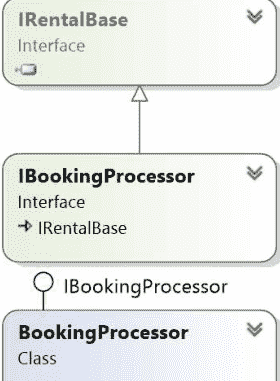 IRentalBase
Interface
IBookingProcessor
Interface
IRentalBase
IBookingProcessor
BookingProcessor
Class